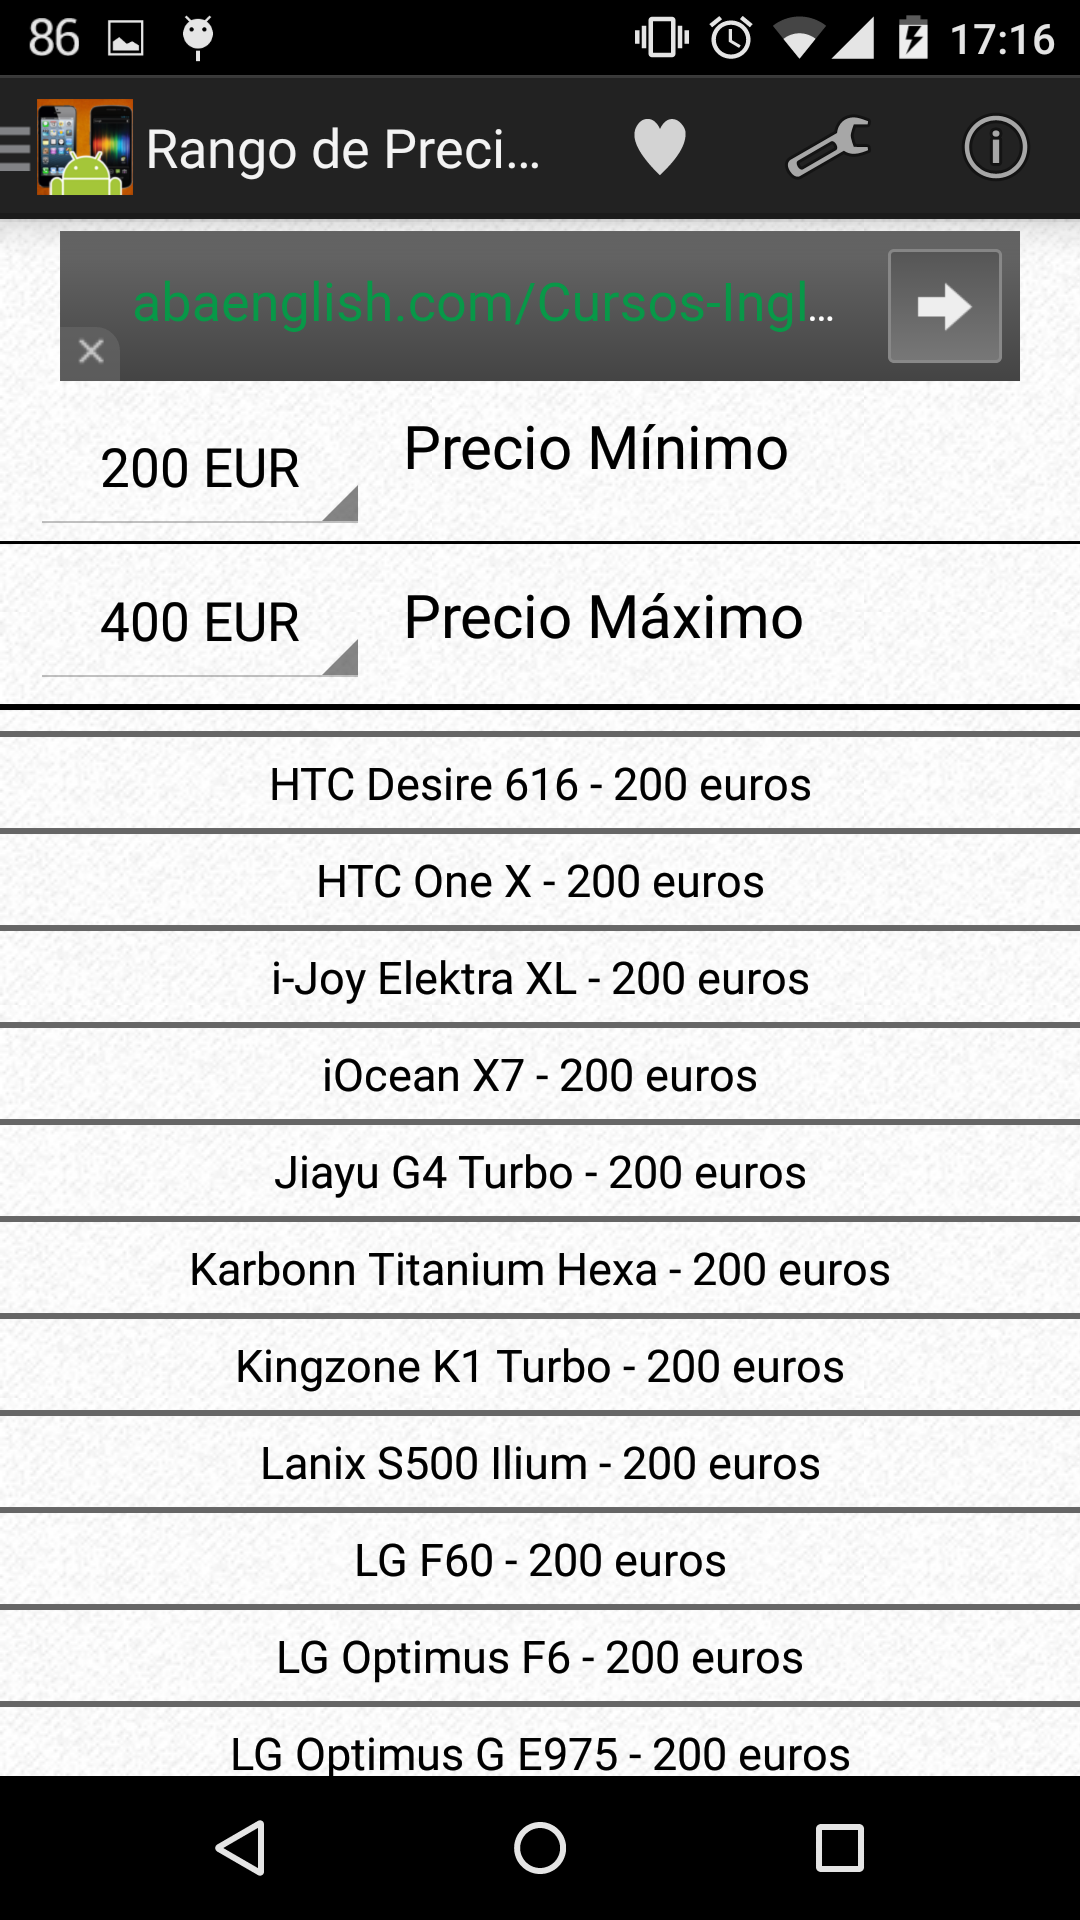 86
17:16
Rango de Preci...
abaenglish.com/Cursos-Ingl...
200 EUR
Precio Mínimo
400 EUR
Precio Máximo
HTC Desire 616 - 200 euros
HTC One X - 200 euros
i-Joy Elektra XL - 200 euros
iOcean X7 - 200 euros
Jiayu G4 Turbo - 200 euros
Karbonn Titanium Hexa - 200 euros
Kingzone K1 Turbo - 200 euros
Lanix S500 Ilium - 200 euros
LG F60 - 200 euros
LG Optimus F6 - 200 euros
LG Optimus G E975 - 200 euros